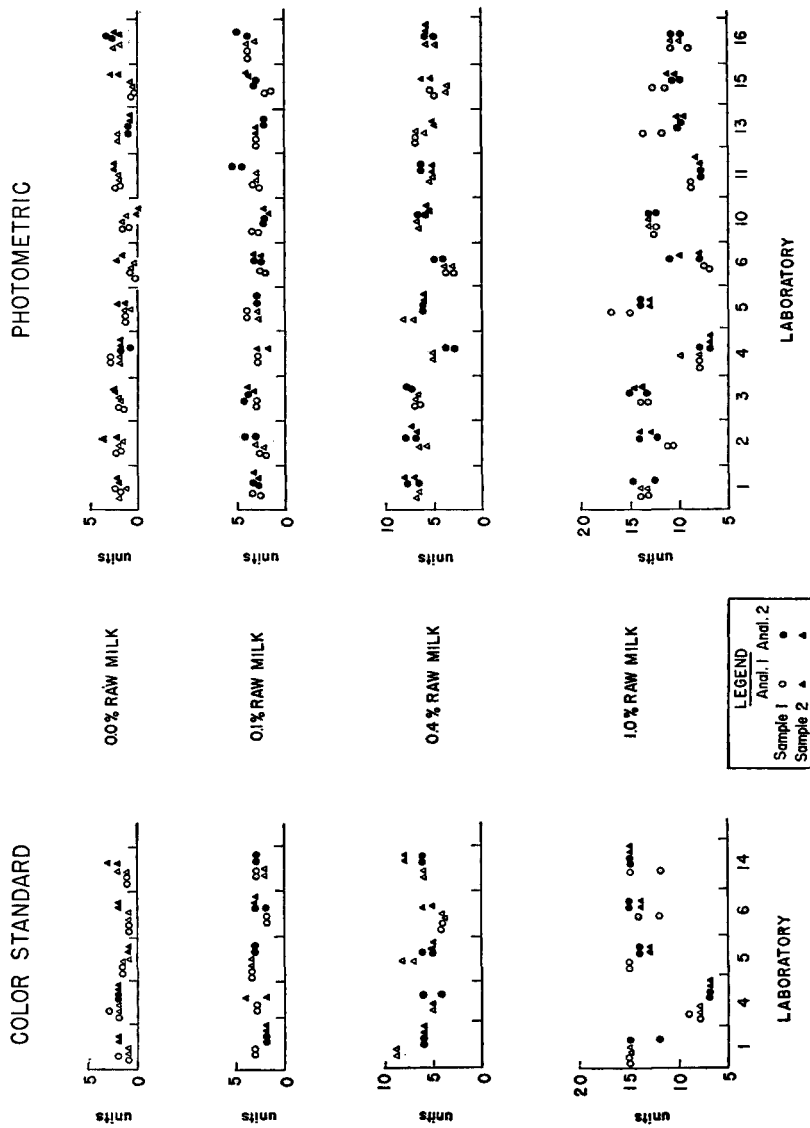 COLOR STANDARD
PHOTOMETRIC
units
5
0
0.0% RAW MILK
units
5
0
units
5
0
0.1% RAW MILK
units
5
0
units
10
5
0
0.4% RAW MILK
units
10
5
0
units
20
15
10
5
1.0% RAW MILK
units
20
15
10
5
1 4 5 6 14
LABORATORY
1 2 3 4 5 6 10 11 13 15 16
LABORATORY
LEGEND
Anal. 1 Anal. 2
Sample 1
Sample 2